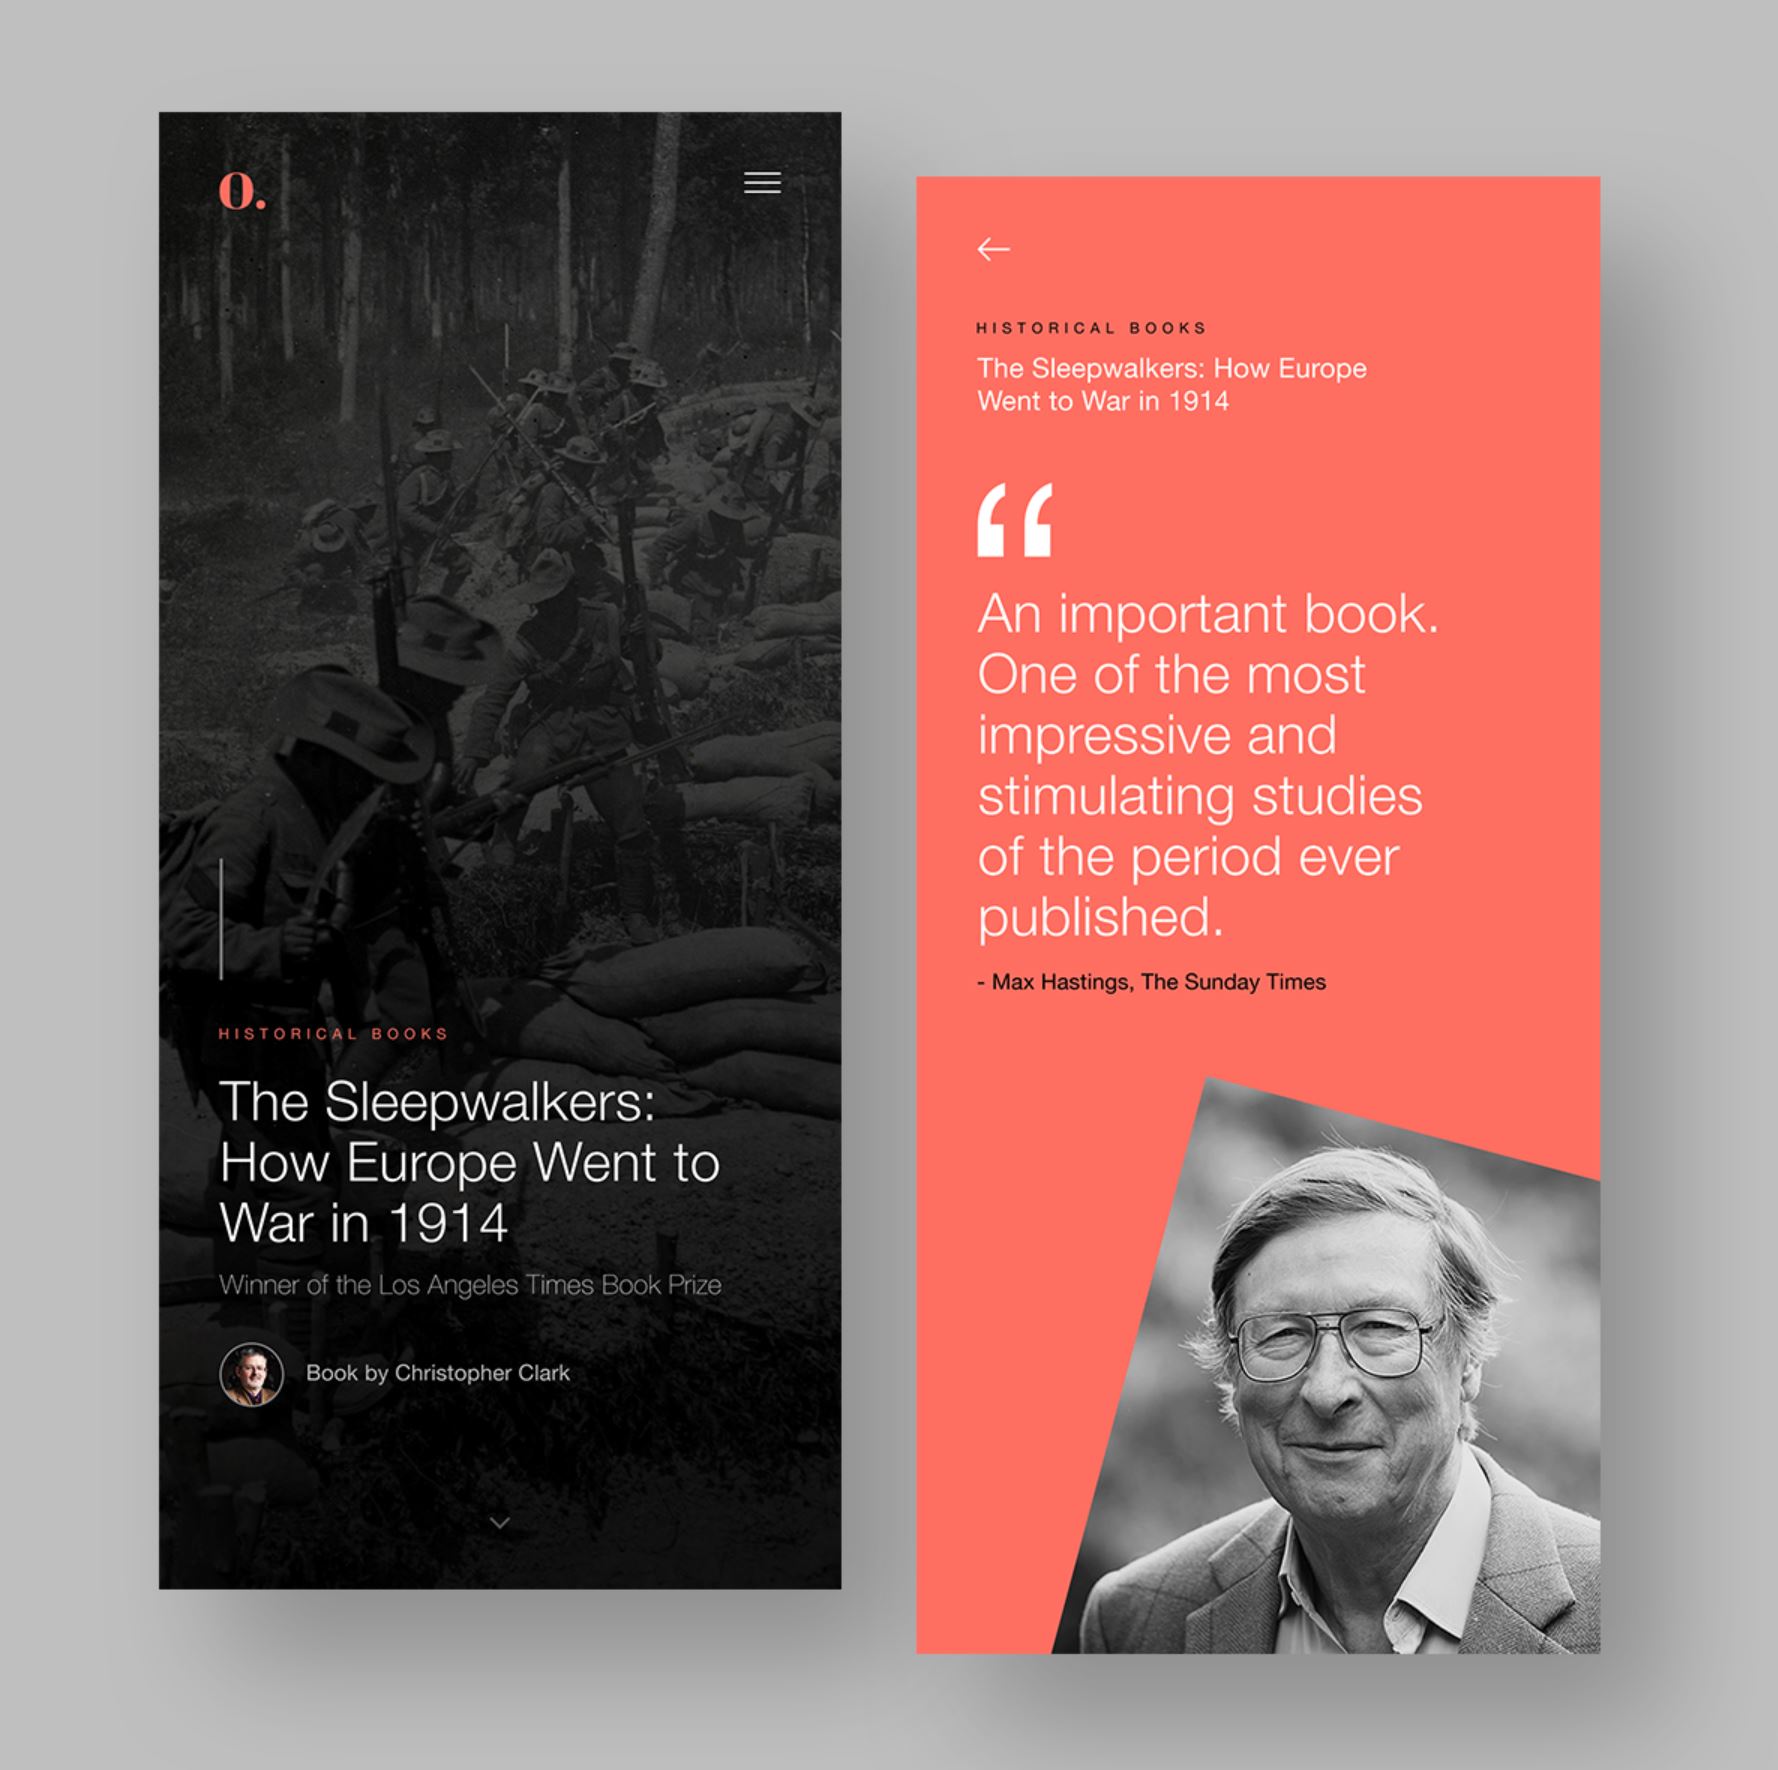 O.
HISTORICAL BOOKS
The Sleepwalkers:
How Europe Went to
War in 1914
Winner of the Los Angeles Times Book Prize
Book by Christopher Clark
HISTORICAL BOOKS
The Sleepwalkers: How Europe
Went to War in 1914
“
An important book.
One of the most
impressive and
stimulating studies
of the period ever
published.
- Max Hastings, The Sunday Times